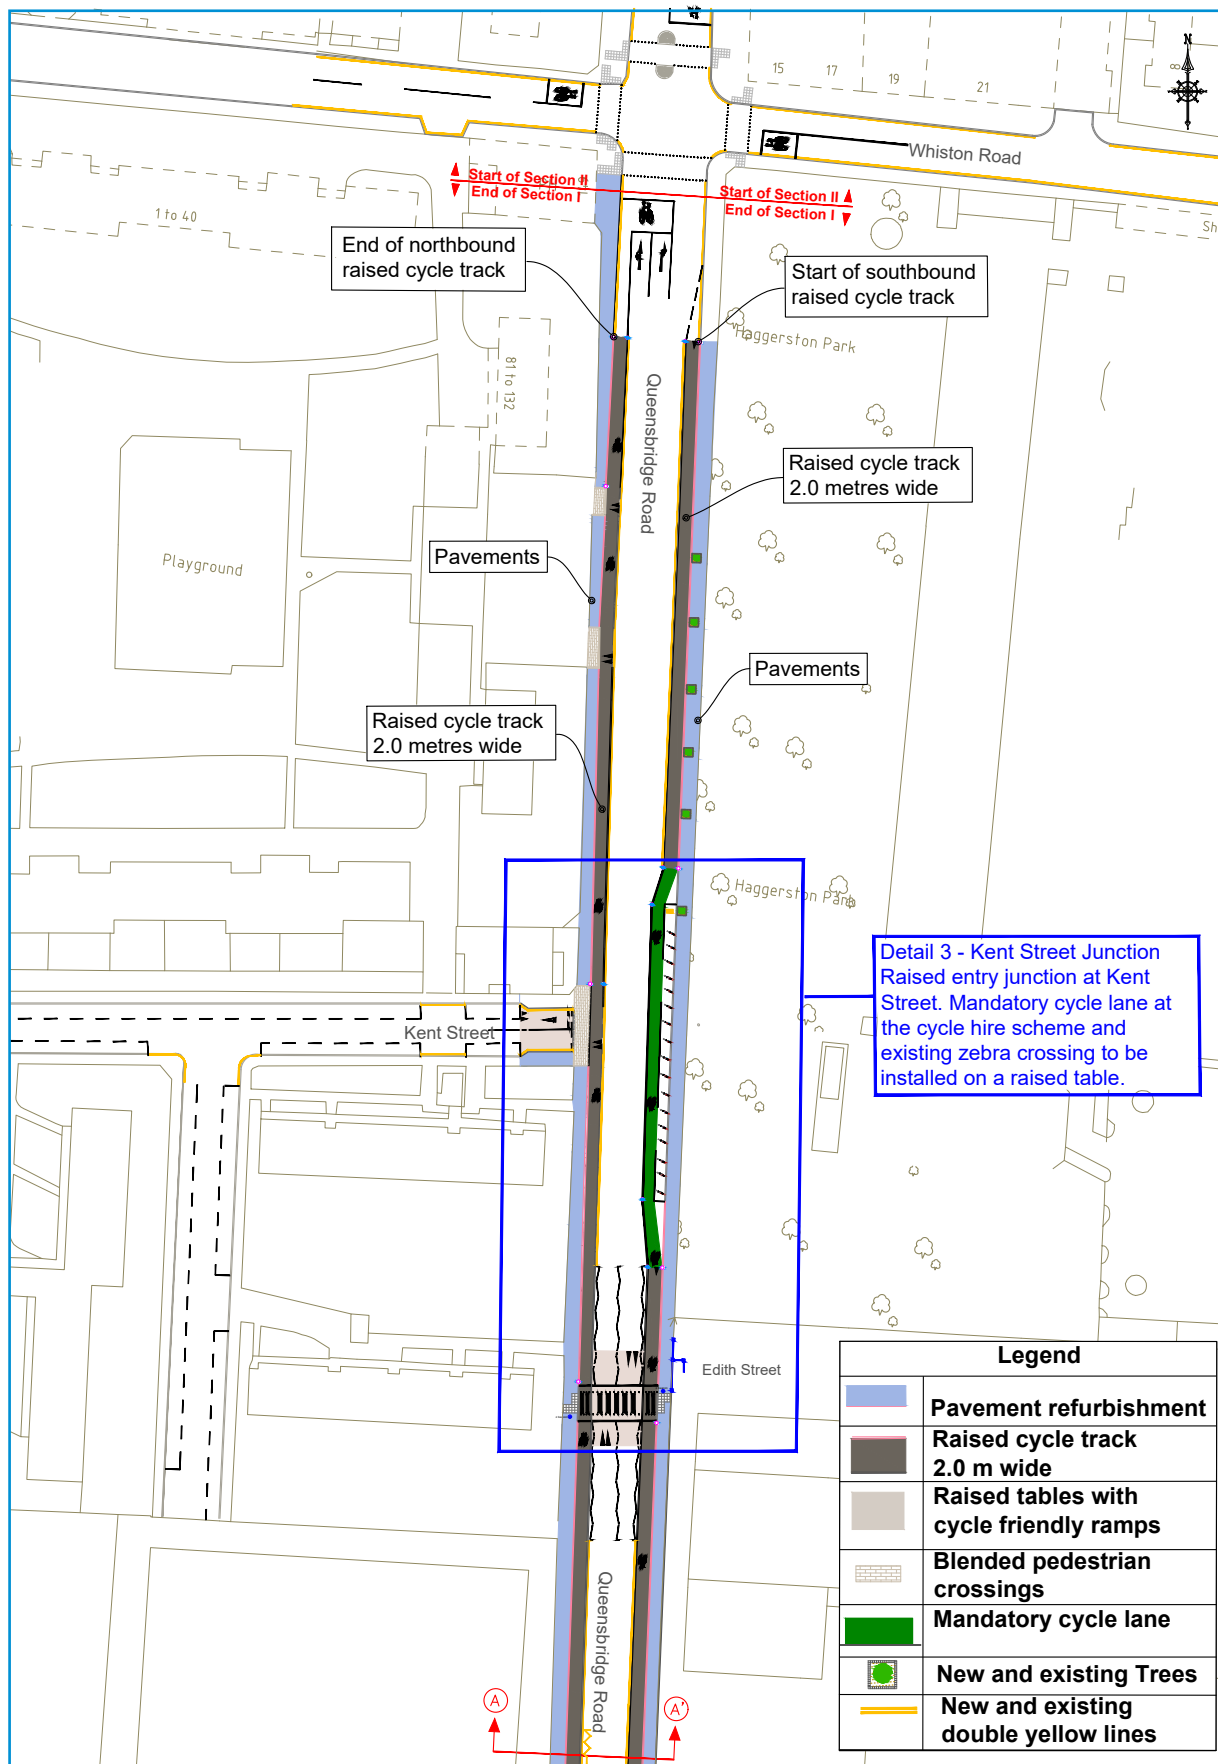 N
15
17
19
21
8
Whiston Road
Start of Section II
End of Section I
Start of Section II
End of Section I
1 to 40
Sh
End of northbound
raised cycle track
Start of southbound
raised cycle track
Haggerston Park
81 to 132
Queensbridge Road
Raised cycle track
2.0 metres wide
Pavements
Playground
Pavements
Raised cycle track
2.0 metres wide
Haggerston Park
Detail 3 - Kent Street Junction
Raised entry junction at Kent
Street. Mandatory cycle lane at
the cycle hire scheme and
existing zebra crossing to be
installed on a raised table.
Kent Street
Edith Street
Legend
Pavement refurbishment
Raised cycle track
2.0 m wide
Raised tables with
cycle friendly ramps
Blended pedestrian
crossings
Mandatory cycle lane
New and existing Trees
New and existing
double yellow lines
Queensbridge Road
A
A'